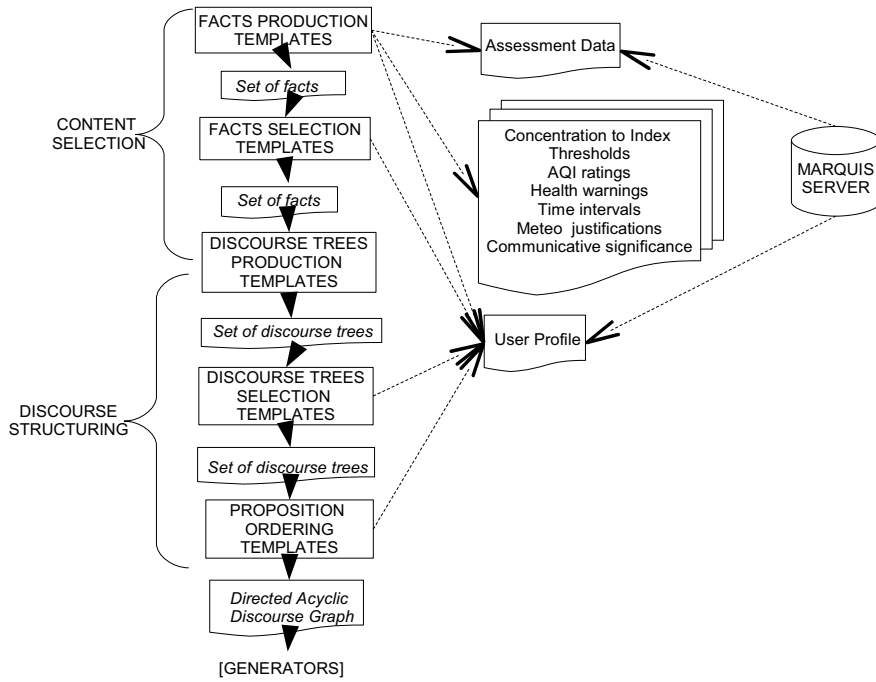 FACTS PRODUCTION
TEMPLATES
Set of facts
CONTENT
SELECTION
FACTS SELECTION
TEMPLATES
Set of facts
DISCOURSE TREES
PRODUCTION
TEMPLATES
Set of discourse trees
DISCOURSE
STRUCTURING
DISCOURSE TREES
SELECTION
TEMPLATES
Set of discourse trees
PROPOSITION
ORDERING
TEMPLATES
Directed Acyclic
Discourse Graph
[GENERATORS]
Assessment Data
Concentration to Index
Thresholds
AQI ratings
Health warnings
Time intervals
Meteo justifications
Communicative significance
User Profile
MARQUIS
SERVER